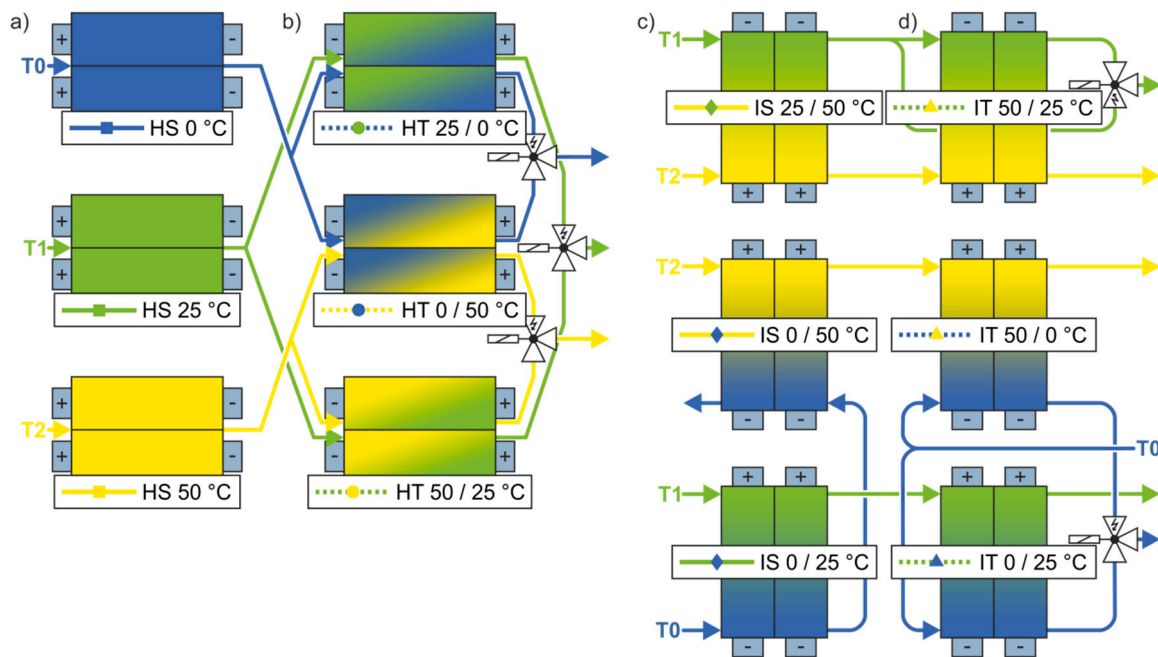 a)
b)
c)
d)
+ - - -
T0
+ - - -
HS 0 °C
HT 25 / 0 °C
+ - - -
T1
+ - - -
HS 25 °C
HT 0 / 50 °C
+ - - -
T2
+ - - -
HS 50 °C
HT 50 / 25 °C
- - - -
T1
IS 25 / 50 °C
IT 50 / 25 °C
T2
+ + + +
+ + + +
T2
IS 0 / 50 °C
IT 50 / 0 °C
- - - -
T0
- + - +
T1
IS 0 / 25 °C
IT 0 / 25 °C
T0
- - - -